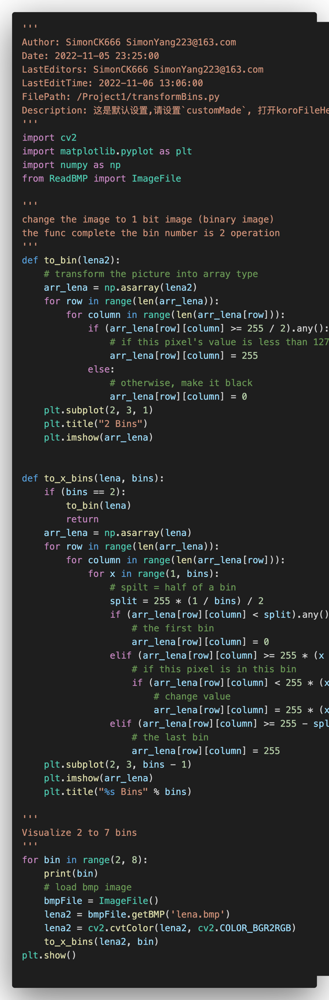 '''
Author: SimonCK666 SimonYang223@163.com
Date: 2022-11-05 23:25:00
LastEditors: SimonCK666 SimonYang223@163.com
LastEditTime: 2022-11-06 13:06:00
FilePath: /Project1/transformBins.py
Description: 这是默认设置,请设置`customMade`, 打开koroFileHe
'''
import cv2
import matplotlib.pyplot as plt
import numpy as np
from ReadBMP import ImageFile
'''
change the image to 1 bit image (binary image)
the func complete the bin number is 2 operation
'''
def to_bin(lena2):
    # transform the picture into array type
    arr_lena = np.asarray(lena2)
    for row in range(len(arr_lena)):
        for column in range(len(arr_lena[row])):
            if (arr_lena[row][column] >= 255 / 2).any():
                # if this pixel's value is less than 127
                arr_lena[row][column] = 255
            else:
                # otherwise, make it black
                arr_lena[row][column] = 0
    plt.subplot(2, 3, 1)
    plt.title("2 Bins")
    plt.imshow(arr_lena)
def to_x_bins(lena, bins):
    if (bins == 2):
        to_bin(lena)
        return
    arr_lena = np.asarray(lena)
    for row in range(len(arr_lena)):
        for column in range(len(arr_lena[row])):
            for x in range(1, bins):
                # spilt = half of a bin
                split = 255 * (1 / bins) / 2
                if (arr_lena[row][column] < split).any()
                    # the first bin
                    arr_lena[row][column] = 0
                elif (arr_lena[row][column] >= 255 * (x
                    # if this pixel is in this bin
                    if (arr_lena[row][column] < 255 * (x
                        # change value
                        arr_lena[row][column] = 255 * (x
                elif (arr_lena[row][column] >= 255 - spl
                    # the last bin
                    arr_lena[row][column] = 255
    plt.subplot(2, 3, bins - 1)
    plt.imshow(arr_lena)
    plt.title("%s Bins" % bins)
'''
Visualize 2 to 7 bins
'''
for bin in range(2, 8):
    print(bin)
    # load bmp image
    bmpFile = ImageFile()
    lena2 = bmpFile.getBMP('lena.bmp')
    lena2 = cv2.cvtColor(lena2, cv2.COLOR_BGR2RGB)
    to_x_bins(lena2, bin)
plt.show()